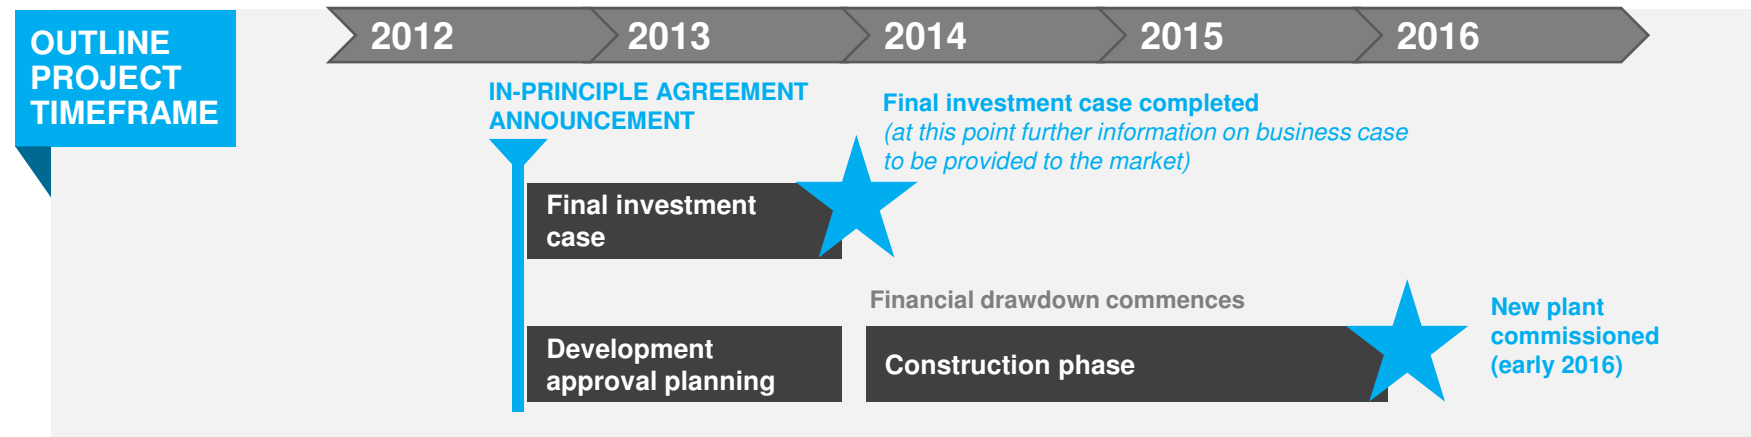 OUTLINE
PROJECT
TIMEFRAME
2012 2013 2014 2015 2016
IN-PRINCIPLE AGREEMENT
ANNOUNCEMENT
Final investment case completed
(at this point further information on business case
to be provided to the market)
Final investment
case
Financial drawdown commences
Development
approval planning
Construction phase
New plant
commissioned
(early 2016)